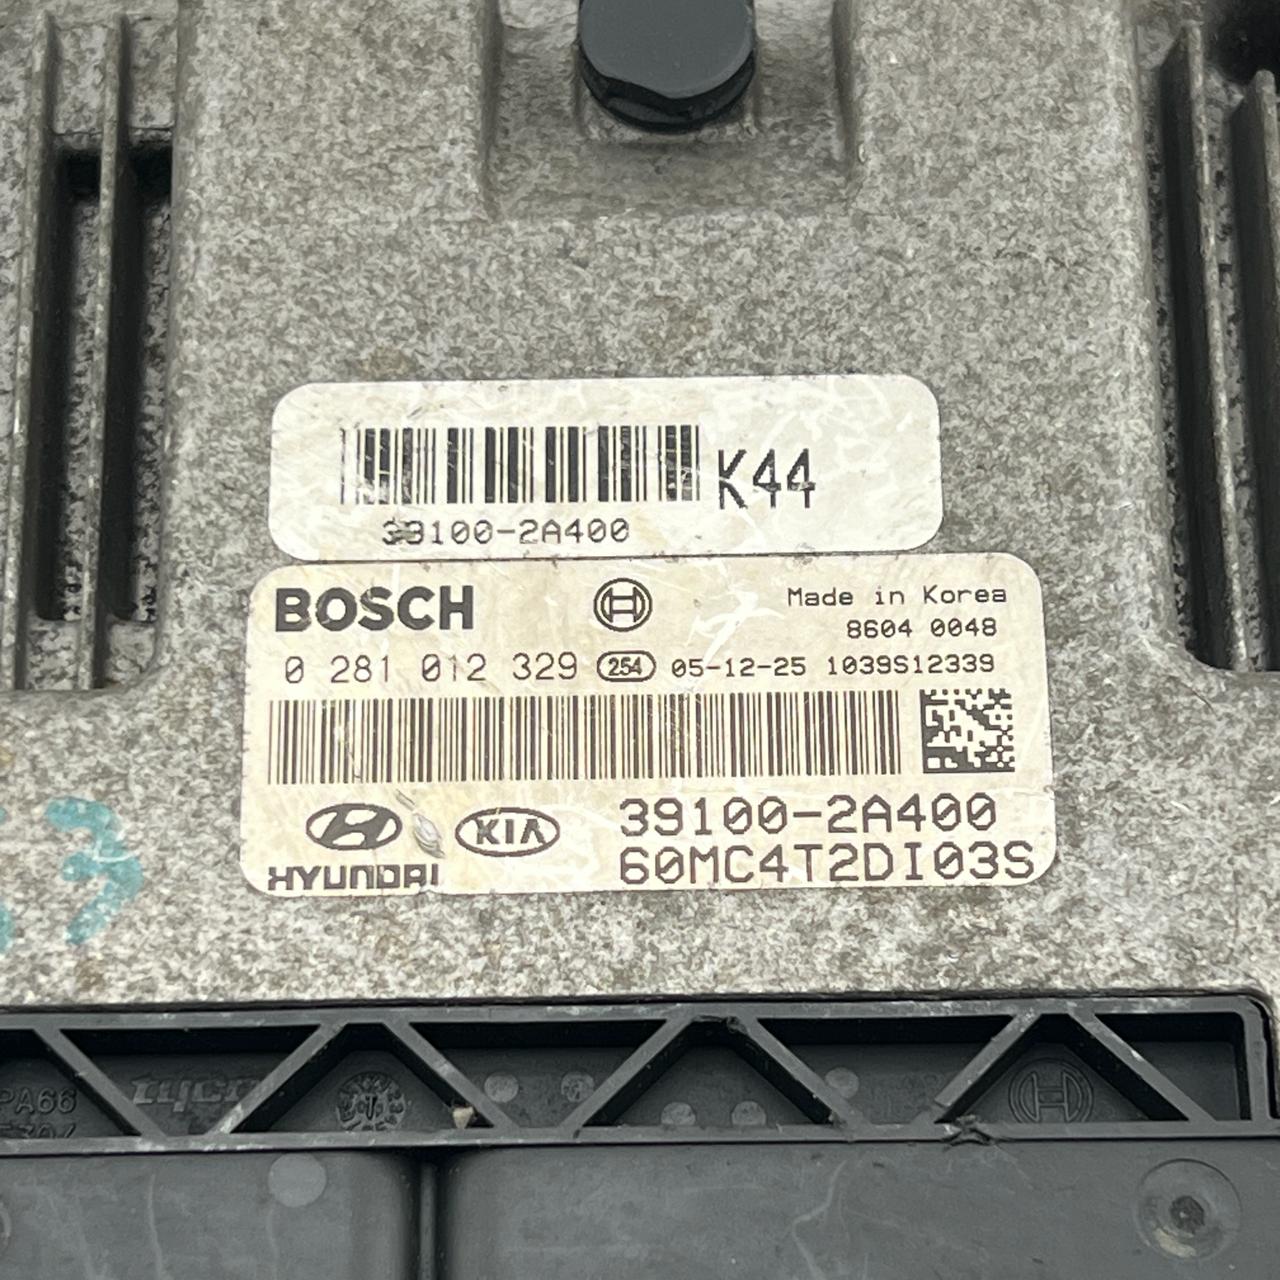 K44
39100-2A400
BOSCH
Made in Korea
8604 0048
0 281 012 329 254 05-12-25 1039S12339
39100-2A400
HYUNDAI KIA
60MC4T2DI03S
PA66